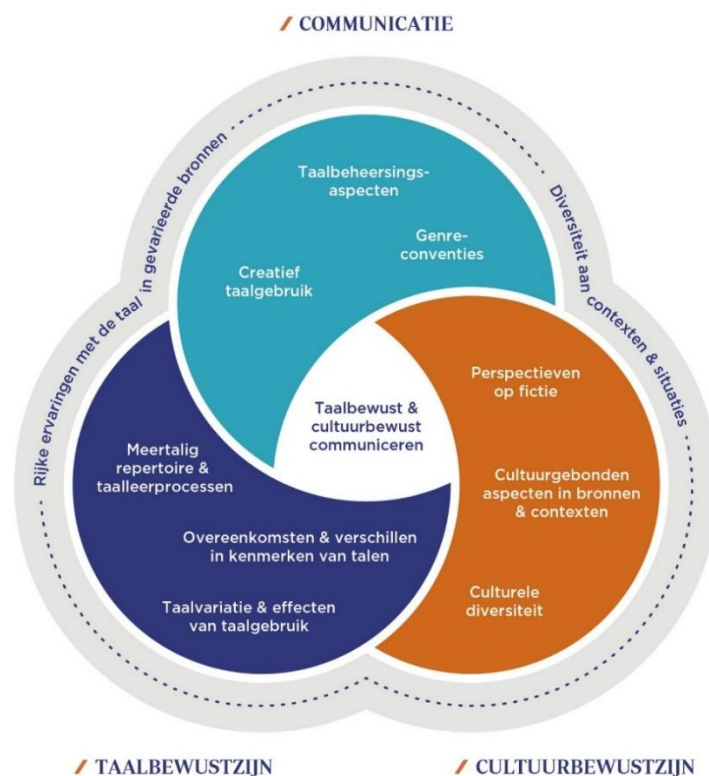 / COMMUNICATIE
Rijke ervaringen met de taal in gevarieerde bronnen
Diversiteit aan contexten & situaties
Taalbeheersings-
aspecten
Genre-
conventies
Creatief
taalgebruik
Perspectieven
op fictie
Taalbewust &
cultuurbewust
communiceren
Meertalig
repertoire &
taalleerprocessen
Cultuurgebonden
aspecten in bronnen
& contexten
Overeenkomsten & verschillen
in kenmerken van talen
Taalvariatie & effecten
van taalgebruik
Culturele
diversiteit
/ TAALBEWUSTZIJN
/ CULTUURBEWUSTZIJN